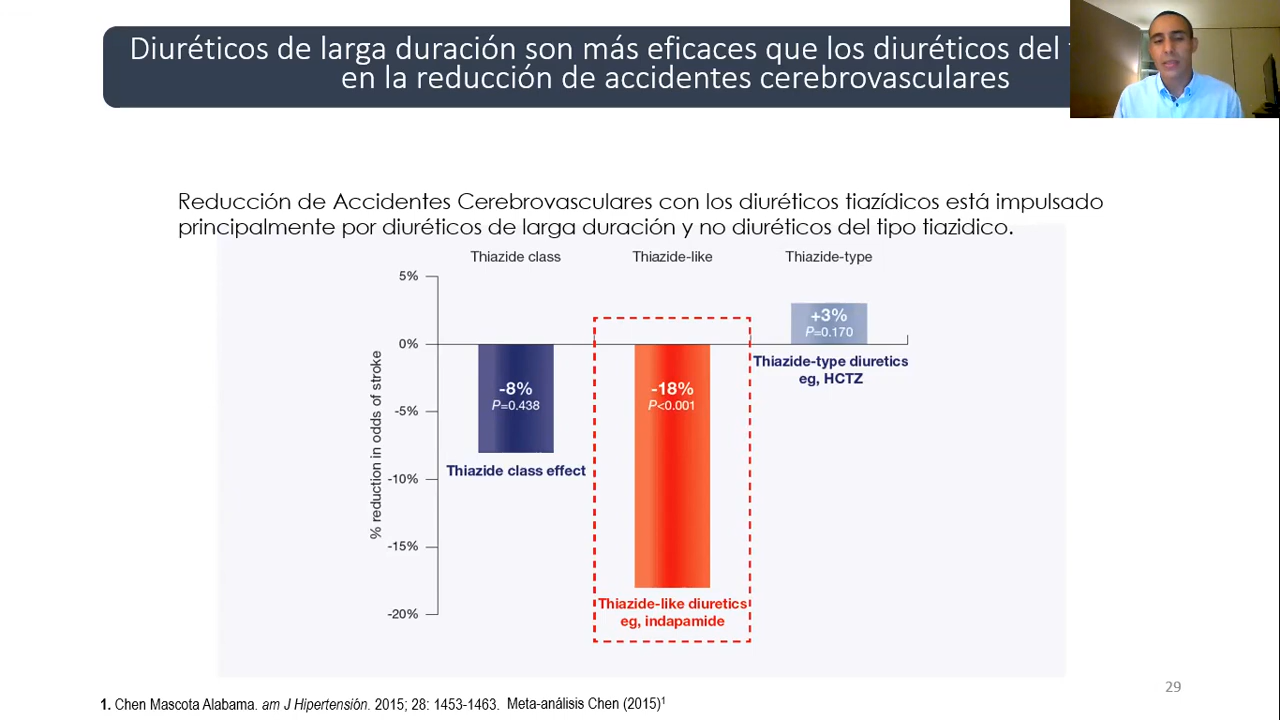 Diuréticos de larga duración son más eficaces que los diuréticos del
en la reducción de accidentes cerebrovasculares
Reducción de Accidentes Cerebrovasculares con los diuréticos tiazídicos está impulsado
principalmente por diuréticos de larga duración y no diuréticos del tipo tiazidico.
Thiazide class
Thiazide-like
Thiazide-type
5%
0%
-5%
-10%
-15%
-20%
% reduction in odds of stroke
-8%
P=0.438
Thiazide class effect
-18%
P<0.001
Thiazide-like diuretics
eg, indapamide
+3%
P=0.170
Thiazide-type diuretics
eg, HCTZ
29
1. Chen Mascota Alabama. am J Hipertensión. 2015; 28: 1453-1463. Meta-análisis Chen (2015)1